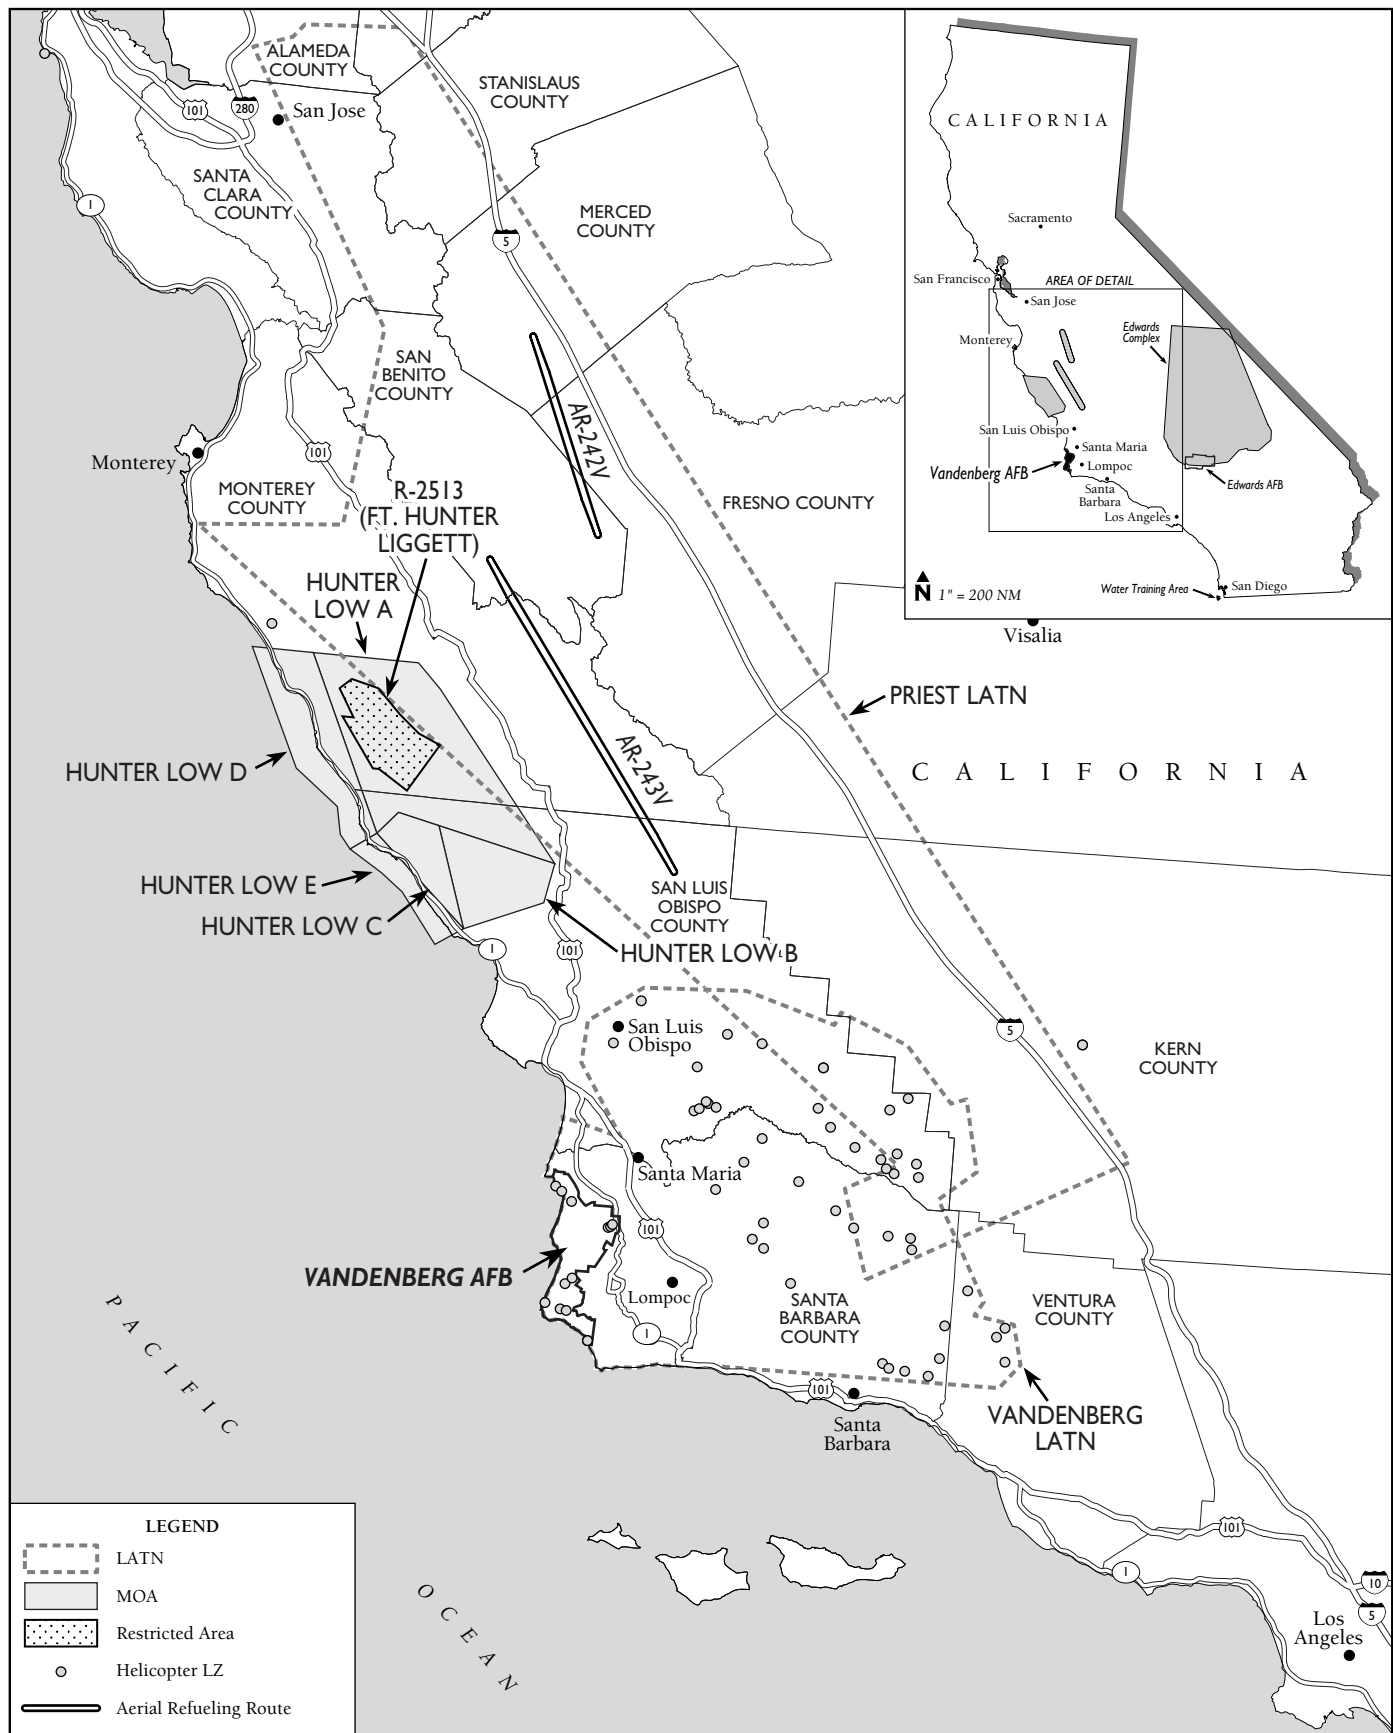 ALAMEDA
COUNTY
STANISLAUS
COUNTY
101
280
San Jose
SANTA
CLARA
COUNTY
1
MERCED
COUNTY
5
SAN
BENITO
COUNTY
AR-242V
101
Monterey
MONTEREY
COUNTY
R-2513
(FT. HUNTER
LIGGETT)
FRESNO COUNTY
HUNTER
LOW A
Visalia
PRIEST LATN
HUNTER LOW D
AR-243V
CALIFORNIA
HUNTER LOW E
HUNTER LOW C
SAN LUIS
OBISPO
COUNTY
1
101
HUNTER LOW B
San Luis
Obispo
5
KERN
COUNTY
Santa Maria
101
VANDENBERG AFB
Lompoc
SANTA
BARBARA
COUNTY
VENTURA
COUNTY
1
101
Santa
Barbara
VANDENBERG
LATN
PACIFIC
OCEAN
101
1
10
5
Los
Angeles
CALIFORNIA
Sacramento
San Francisco
AREA OF DETAIL
San Jose
Monterey
Edwards
Complex
San Luis Obispo
Santa Maria
Vandenberg AFB
Lompoc
Santa
Barbara
Edwards AFB
Los Angeles
N
1" = 200 NM
Water Training Area
San Diego
LEGEND
LATN
MOA
Restricted Area
Helicopter LZ
Aerial Refueling Route